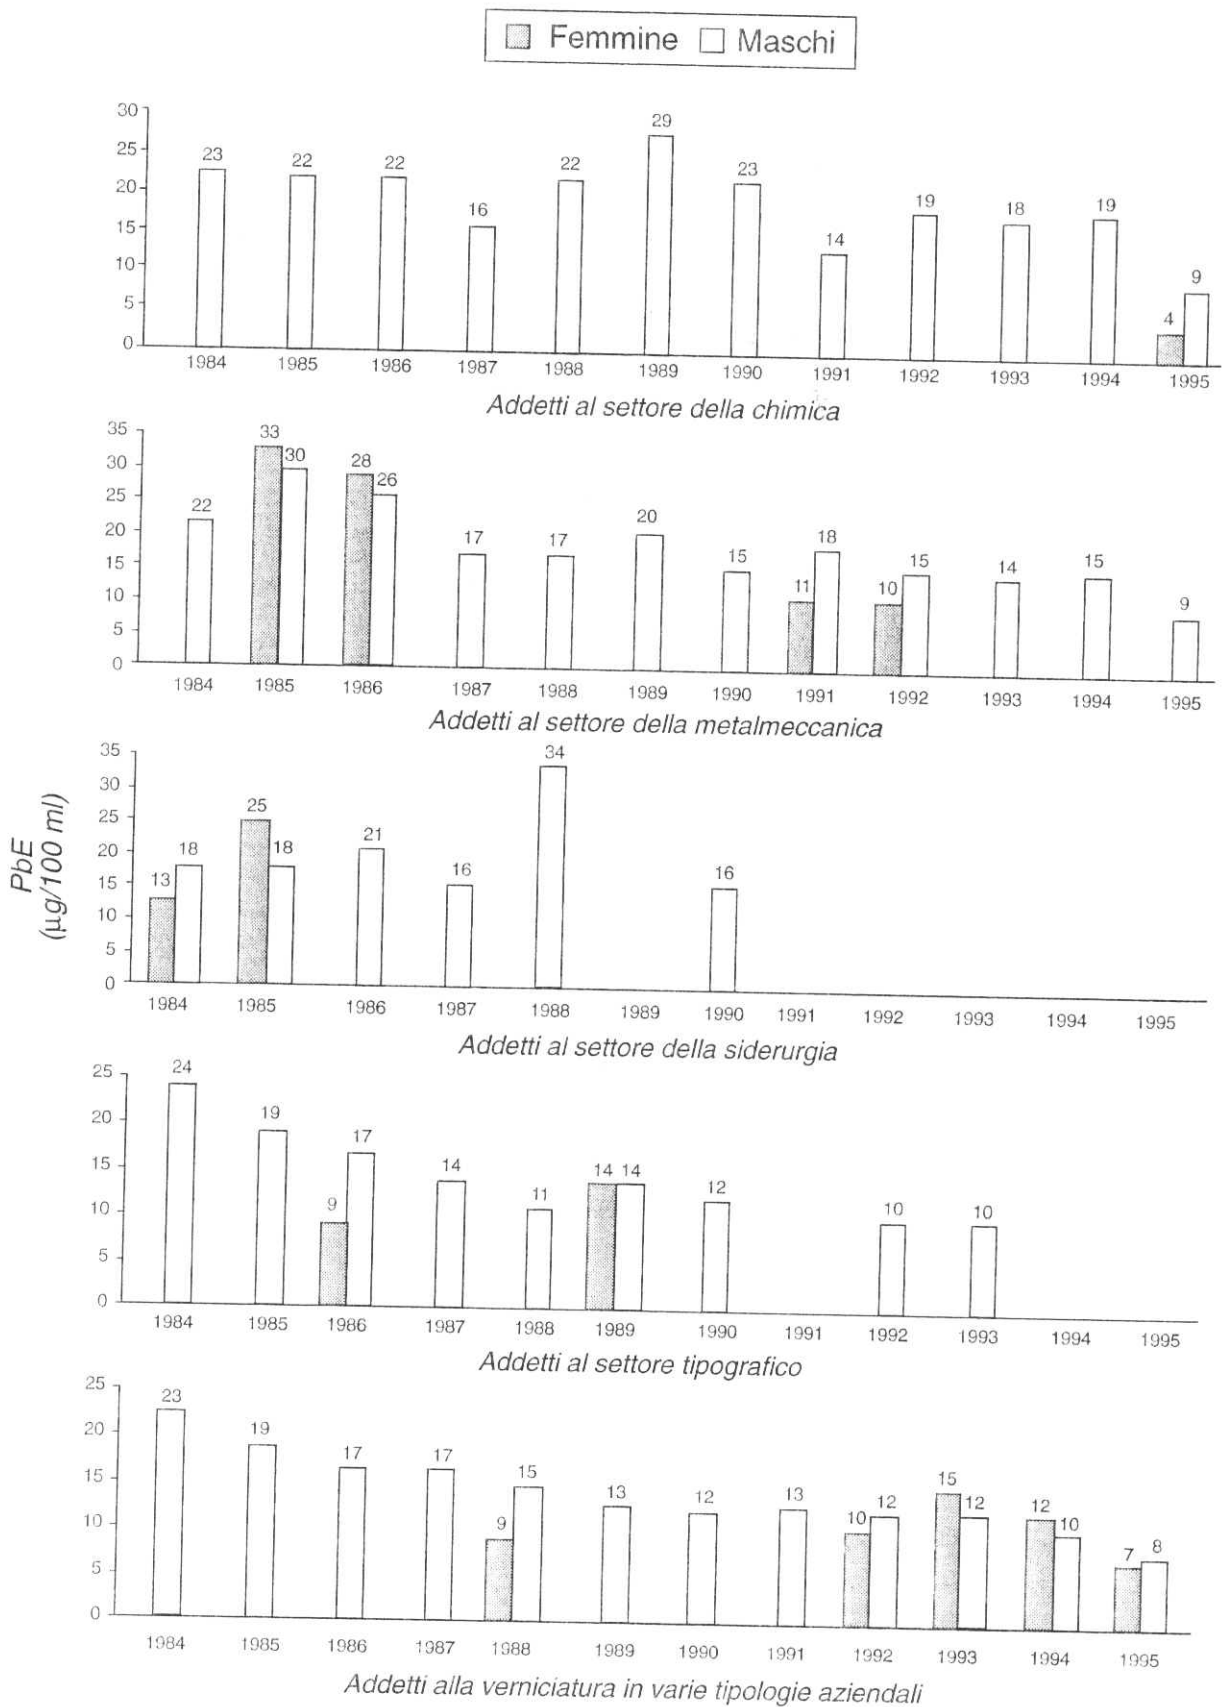 Femmine Maschi
30
25
20
15
10
5
0
23 22 22 16 22 29 23 14 19 18 19 4 9
1984 1985 1986 1987 1988 1989 1990 1991 1992 1993 1994 1995
Addetti al settore della chimica
35
30
25
20
15
10
5
0
22 33 30 28 26 17 17 20 15 11 18 10 15 14 15 9
1984 1985 1986 1987 1988 1989 1990 1991 1992 1993 1994 1995
Addetti al settore della metalmeccanica
PbE
(µg/100 ml)
35
30
25
20
15
10
5
0
13 18 25 18 21 16 34 16
1984 1985 1986 1987 1988 1989 1990 1991 1992 1993 1994 1995
Addetti al settore della siderurgia
25
20
15
10
5
0
24 19 9 17 14 11 14 14 12 10 10
1984 1985 1986 1987 1988 1989 1990 1991 1992 1993 1994 1995
Addetti al settore tipografico
25
20
15
10
5
0
23 19 17 17 9 15 13 12 13 10 12 15 12 12 10 7 8
1984 1985 1986 1987 1988 1989 1990 1991 1992 1993 1994 1995
Addetti alla verniciatura in varie tipologie aziendali